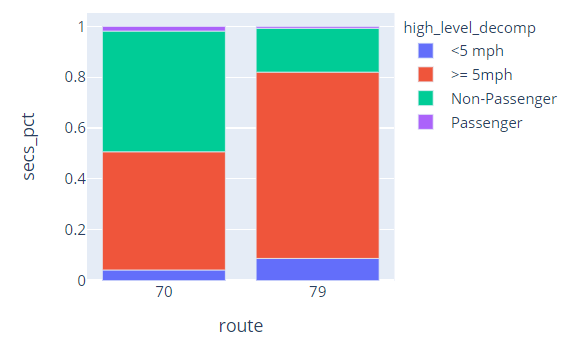 high_level_decomp
<5 mph
>= 5mph
Non-Passenger
Passenger
secs_pct
1
0.8
0.6
0.4
0.2
0
70 79
route